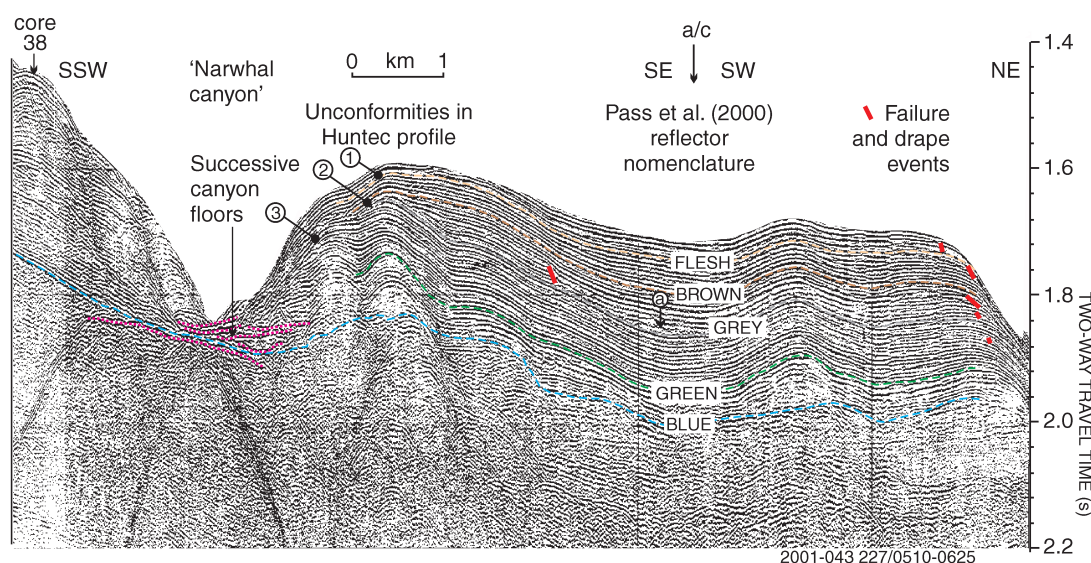 core
38
SSW
'Narwhal
canyon'
0 km 1
a/c
SE SW
NE
Unconformities in
Huntec profile
Pass et al. (2000)
reflector
nomenclature
Failure
and drape
events
Successive
canyon
floors
1
2
3
FLESH
BROWN
a
GREY
GREEN
BLUE
1.4
1.6
1.8
2.0
2.2
TWO-WAY TRAVEL TIME (s)
2001-043 227/0510-0625